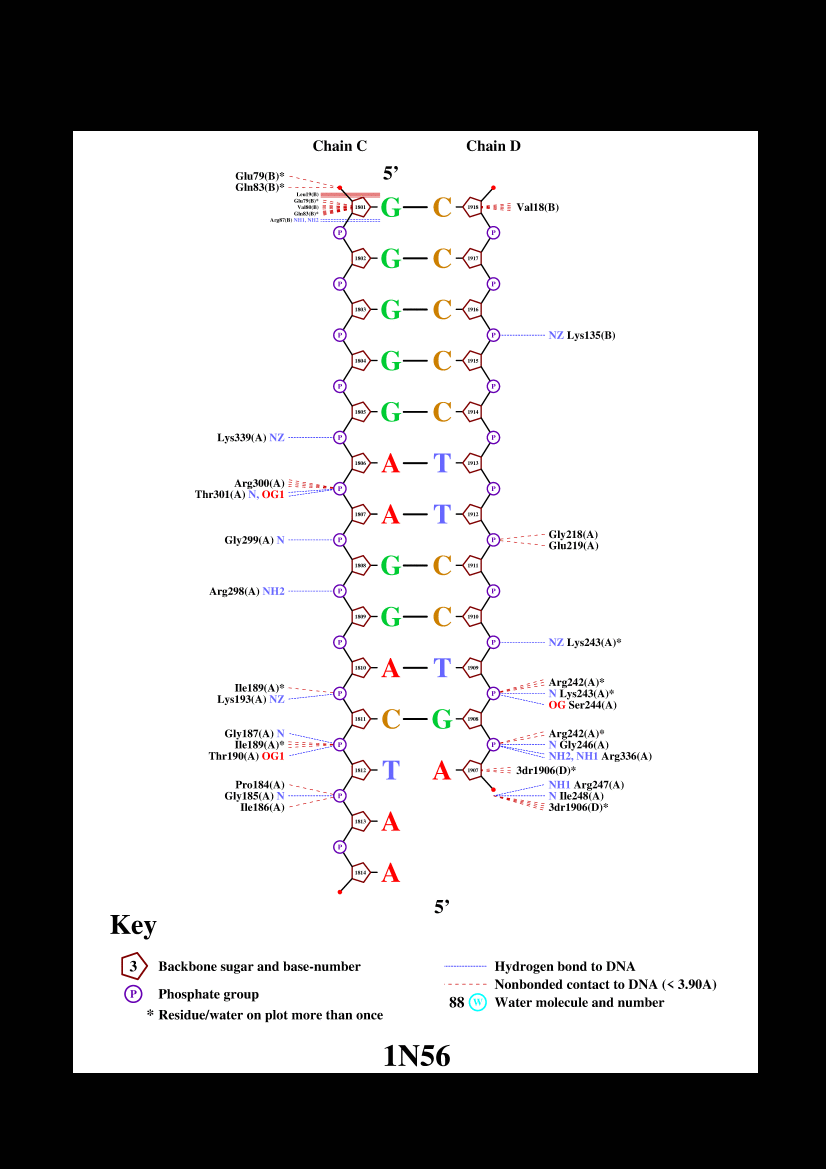 Chain C Chain D
5’
Glu79(B)*
Gln83(B)*
Leu19(B)
Glu79(B)*
Val80(B)
Gln83(B)*
Arg87(B) NH1, NH2
1801 G C 1918 Val18(B)
P P
1802 G C 1917
P P
1803 G C 1916
P P NZ Lys135(B)
1804 G C 1915
P P
1805 G C 1914
Lys339(A) NZ P P
1806 A T 1913
Arg300(A)
Thr301(A) N, OG1 P P
1807 A T 1912
Gly299(A) N P P Gly218(A)
Glu219(A)
1808 G C 1911
Arg298(A) NH2 P P
1809 G C 1910
P P NZ Lys243(A)*
1810 A T 1909
Ile189(A)* P P Arg242(A)*
Lys193(A) NZ N Lys243(A)*
OG Ser244(A)
1811 C G 1908
Gly187(A) N Arg242(A)*
Ile189(A)* P P N Gly246(A)
Thr190(A) OG1 NH2, NH1 Arg336(A)
1812 T A 1907 3dr1906(D)*
Pro184(A) NH1 Arg247(A)
Gly185(A) N P N Ile248(A)
Ile186(A) 3dr1906(D)*
1813 A
P
1814 A
5’
Key
3 Backbone sugar and base-number
P Phosphate group
* Residue/water on plot more than once
Hydrogen bond to DNA
Nonbonded contact to DNA (< 3.90A)
88 W Water molecule and number
1N56